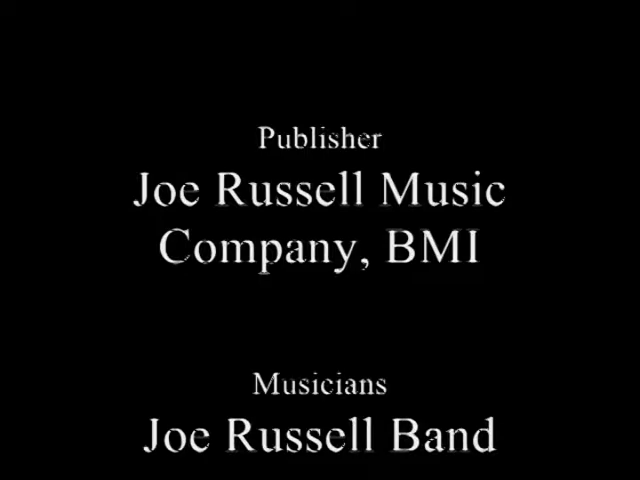 Publisher
Joe Russell Music
Company, BMI
Musicians
Joe Russell Band